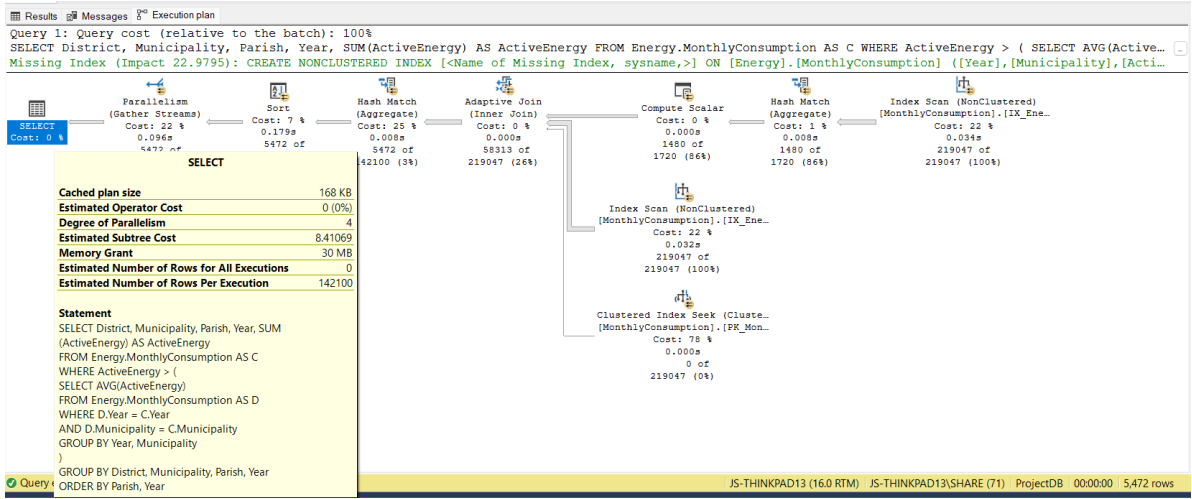 Results Messages Execution plan
Query 1: Query cost (relative to the batch): 100%
SELECT District, Municipality, Parish, Year, SUM(ActiveEnergy) AS ActiveEnergy FROM Energy.MonthlyConsumption AS C WHERE ActiveEnergy > ( SELECT AVG(Active…
Missing Index (Impact 22.9795): CREATE NONCLUSTERED INDEX [<Name of Missing Index, sysname,>] ON [Energy].[MonthlyConsumption] ([Year],[Municipality],[Acti…
SELECT
Cost: 0 %
Parallelism
(Gather Streams)
Cost: 22 %
0.096s
5472 of
Sort
Cost: 7 %
0.179s
5472 of
Hash Match
(Aggregate)
Cost: 25 %
0.008s
5472 of
142100 (3%)
Adaptive Join
(Inner Join)
Cost: 0 %
0.000s
58313 of
219047 (26%)
Compute Scalar
Cost: 0 %
0.000s
1480 of
1720 (86%)
Hash Match
(Aggregate)
Cost: 1 %
0.008s
1480 of
1720 (86%)
Index Scan (NonClustered)
[MonthlyConsumption].[IX_Ene…
Cost: 22 %
0.034s
219047 of
219047 (100%)
Index Scan (NonClustered)
[MonthlyConsumption].[IX_Ene…
Cost: 22 %
0.032s
219047 of
219047 (100%)
Clustered Index Seek (Cluste…
[MonthlyConsumption].[PK_Mon…
Cost: 78 %
0.000s
0 of
219047 (0%)
SELECT
Cached plan size 168 KB
Estimated Operator Cost 0 (0%)
Degree of Parallelism 4
Estimated Subtree Cost 8.41069
Memory Grant 30 MB
Estimated Number of Rows for All Executions 0
Estimated Number of Rows Per Execution 142100
Statement
SELECT District, Municipality, Parish, Year, SUM
(ActiveEnergy) AS ActiveEnergy
FROM Energy.MonthlyConsumption AS C
WHERE ActiveEnergy > (
SELECT AVG(ActiveEnergy)
FROM Energy.MonthlyConsumption AS D
WHERE D.Year = C.Year
AND D.Municipality = C.Municipality
GROUP BY Year, Municipality
)
GROUP BY District, Municipality, Parish, Year
ORDER BY Parish, Year
Query JS-THINKPAD13 (16.0 RTM) JS-THINKPAD13\SHARE (71) ProjectDB 00:00:00 5,472 rows